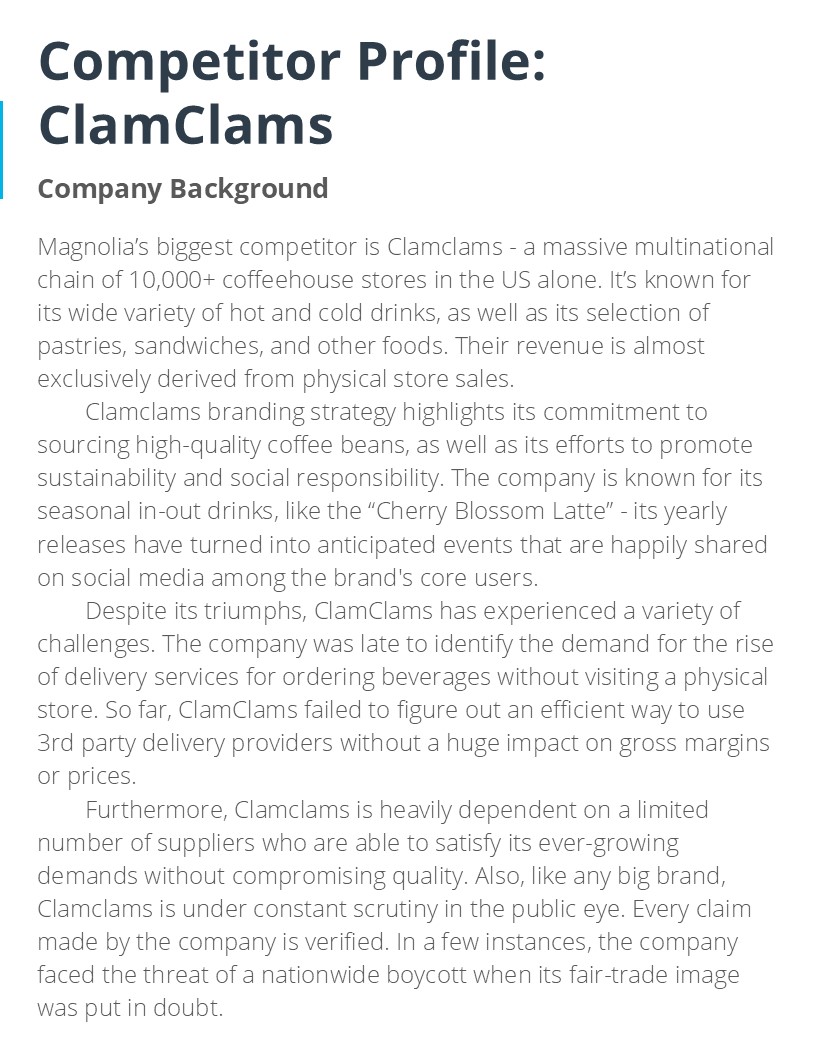 Competitor Profile:
ClamClams
Company Background
Magnolia’s biggest competitor is Clamclams - a massive multinational
chain of 10,000+ coffeehouse stores in the US alone. It’s known for
its wide variety of hot and cold drinks, as well as its selection of
pastries, sandwiches, and other foods. Their revenue is almost
exclusively derived from physical store sales.
Clamclams branding strategy highlights its commitment to
sourcing high-quality coffee beans, as well as its efforts to promote
sustainability and social responsibility. The company is known for its
seasonal in-out drinks, like the “Cherry Blossom Latte” - its yearly
releases have turned into anticipated events that are happily shared
on social media among the brand's core users.
Despite its triumphs, ClamClams has experienced a variety of
challenges. The company was late to identify the demand for the rise
of delivery services for ordering beverages without visiting a physical
store. So far, ClamClams failed to figure out an efficient way to use
3rd party delivery providers without a huge impact on gross margins
or prices.
Furthermore, Clamclams is heavily dependent on a limited
number of suppliers who are able to satisfy its ever-growing
demands without compromising quality. Also, like any big brand,
Clamclams is under constant scrutiny in the public eye. Every claim
made by the company is verified. In a few instances, the company
faced the threat of a nationwide boycott when its fair-trade image
was put in doubt.